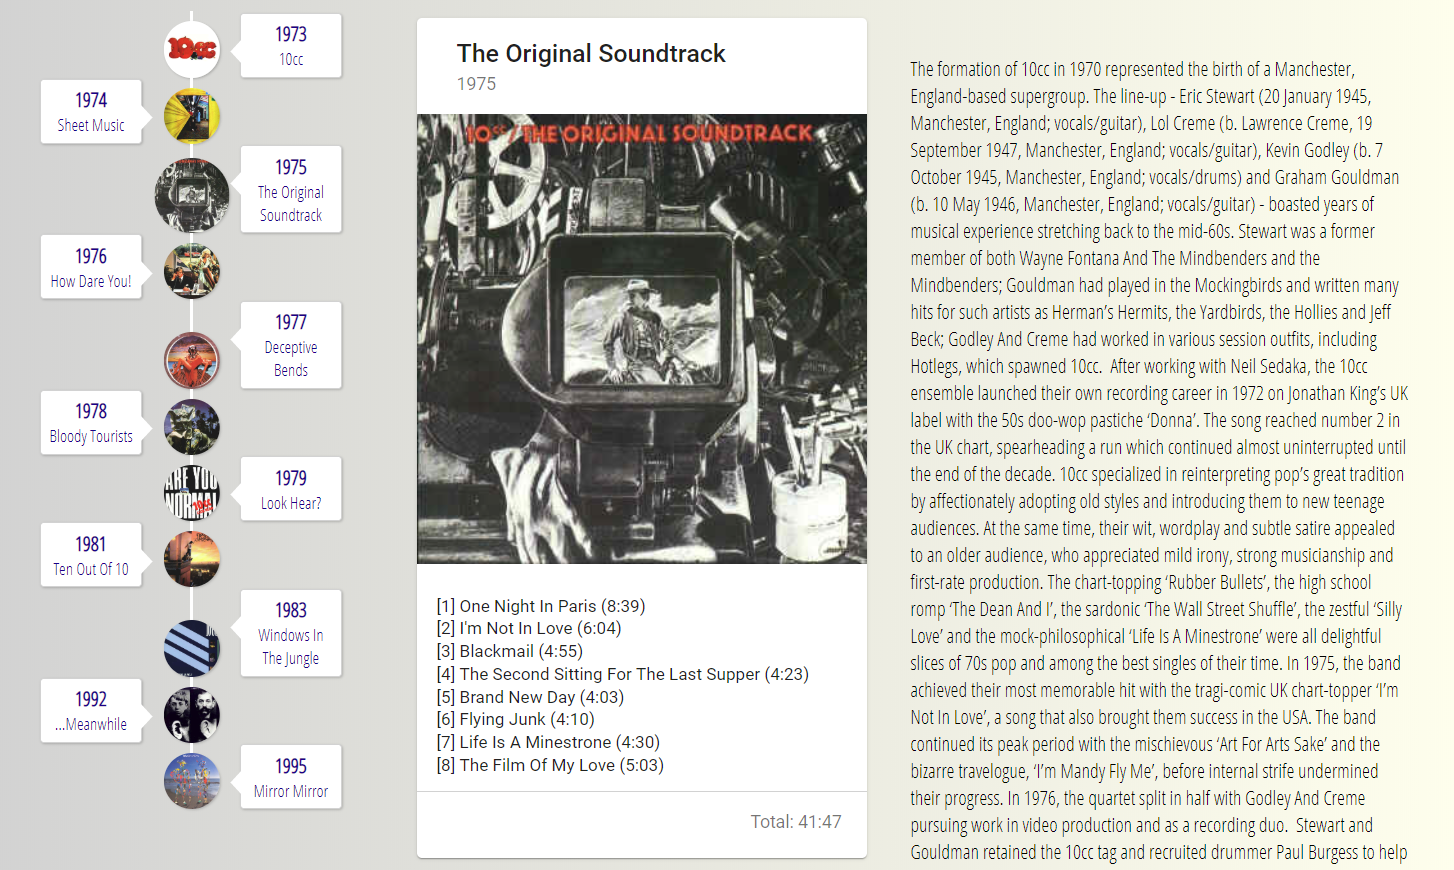 1973
10cc
10cc
1974
Sheet Music
1975
The Original
Soundtrack
1976
How Dare You!
1977
Deceptive
Bends
1978
Bloody Tourists
ARE YOU
NORMAL
10cc
1979
Look Hear?
1981
Ten Out Of 10
1983
Windows In
The Jungle
1992
...Meanwhile
1995
Mirror Mirror
The Original Soundtrack
1975
10cc / THE ORIGINAL SOUNDTRACK
[1] One Night In Paris (8:39)
[2] I'm Not In Love (6:04)
[3] Blackmail (4:55)
[4] The Second Sitting For The Last Supper (4:23)
[5] Brand New Day (4:03)
[6] Flying Junk (4:10)
[7] Life Is A Minestrone (4:30)
[8] The Film Of My Love (5:03)
Total: 41:47
The formation of 10cc in 1970 represented the birth of a Manchester,
England-based supergroup. The line-up - Eric Stewart (20 January 1945,
Manchester, England; vocals/guitar), Lol Creme (b. Lawrence Creme, 19
September 1947, Manchester, England; vocals/guitar), Kevin Godley (b. 7
October 1945, Manchester, England; vocals/drums) and Graham Gouldman
(b. 10 May 1946, Manchester, England; vocals/guitar) - boasted years of
musical experience stretching back to the mid-60s. Stewart was a former
member of both Wayne Fontana And The Mindbenders and the
Mindbenders; Gouldman had played in the Mockingbirds and written many
hits for such artists as Herman’s Hermits, the Yardbirds, the Hollies and Jeff
Beck; Godley And Creme had worked in various session outfits, including
Hotlegs, which spawned 10cc.  After working with Neil Sedaka, the 10cc
ensemble launched their own recording career in 1972 on Jonathan King’s UK
label with the 50s doo-wop pastiche ‘Donna’. The song reached number 2 in
the UK chart, spearheading a run which continued almost uninterrupted until
the end of the decade. 10cc specialized in reinterpreting pop’s great tradition
by affectionately adopting old styles and introducing them to new teenage
audiences. At the same time, their wit, wordplay and subtle satire appealed
to an older audience, who appreciated mild irony, strong musicianship and
first-rate production. The chart-topping ‘Rubber Bullets’, the high school
romp ‘The Dean And I’, the sardonic ‘The Wall Street Shuffle’, the zestful ‘Silly
Love’ and the mock-philosophical ‘Life Is A Minestrone’ were all delightful
slices of 70s pop and among the best singles of their time. In 1975, the band
achieved their most memorable hit with the tragi-comic UK chart-topper ‘I’m
Not In Love’, a song that also brought them success in the USA. The band
continued its peak period with the mischievous ‘Art For Arts Sake’ and the
bizarre travelogue, ‘I’m Mandy Fly Me’, before internal strife undermined
their progress. In 1976, the quartet split in half with Godley And Creme
pursuing work in video production and as a recording duo.  Stewart and
Gouldman retained the 10cc tag and recruited drummer Paul Burgess to help